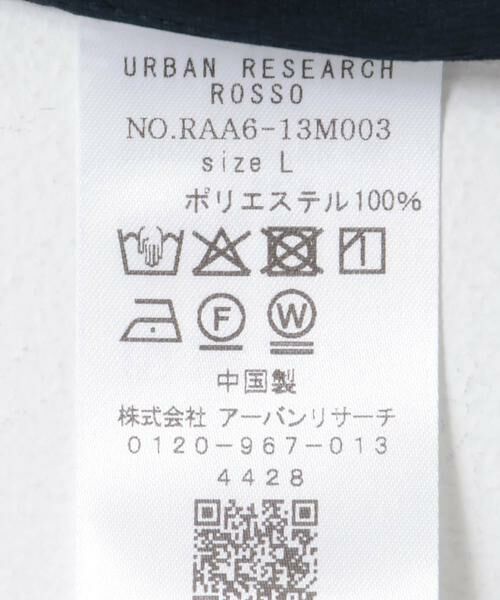 URBAN RESEARCH
ROSSO
NO.RAA6-13M003
size L
ポリエステル100%
F W
中国製
株式会社 アーバンリサーチ
0120-967-013
4428